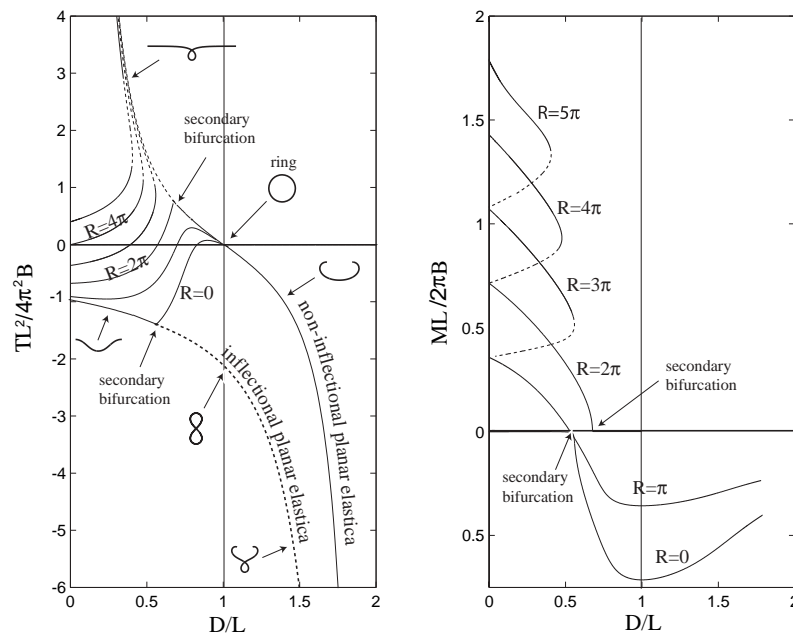 4
3
2
1
0
-1
-2
-3
-4
-5
-6
0
0.5
1
1.5
2
D/L
TL²/4π²B
secondary
bifurcation
ring
R=4π
R=2π
R=0
secondary
bifurcation
inflectional planar elastica
non-inflectional planar elastica
2
1.5
1
0.5
0
0.5
0
0.5
1
1.5
2
D/L
ML/2πB
R=5π
R=4π
R=3π
R=2π
secondary
bifurcation
secondary
bifurcation
R=π
R=0